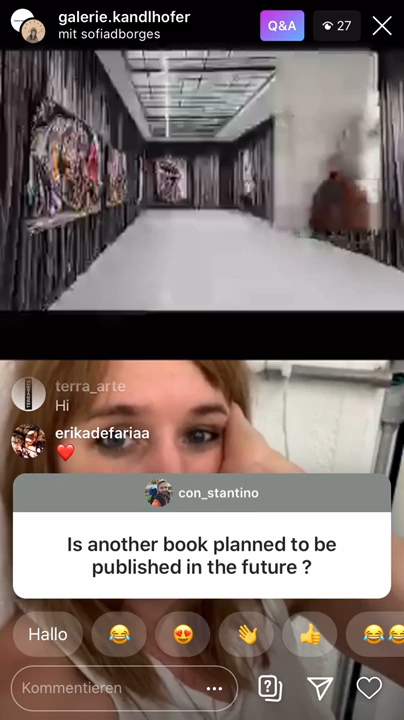 galerie.kandlhofer
mit sofiadborges
Q&A
27
terra_arte
Hi
erikadefariaa
con_stantino
Is another book planned to be
published in the future ?
Hallo
Kommentieren